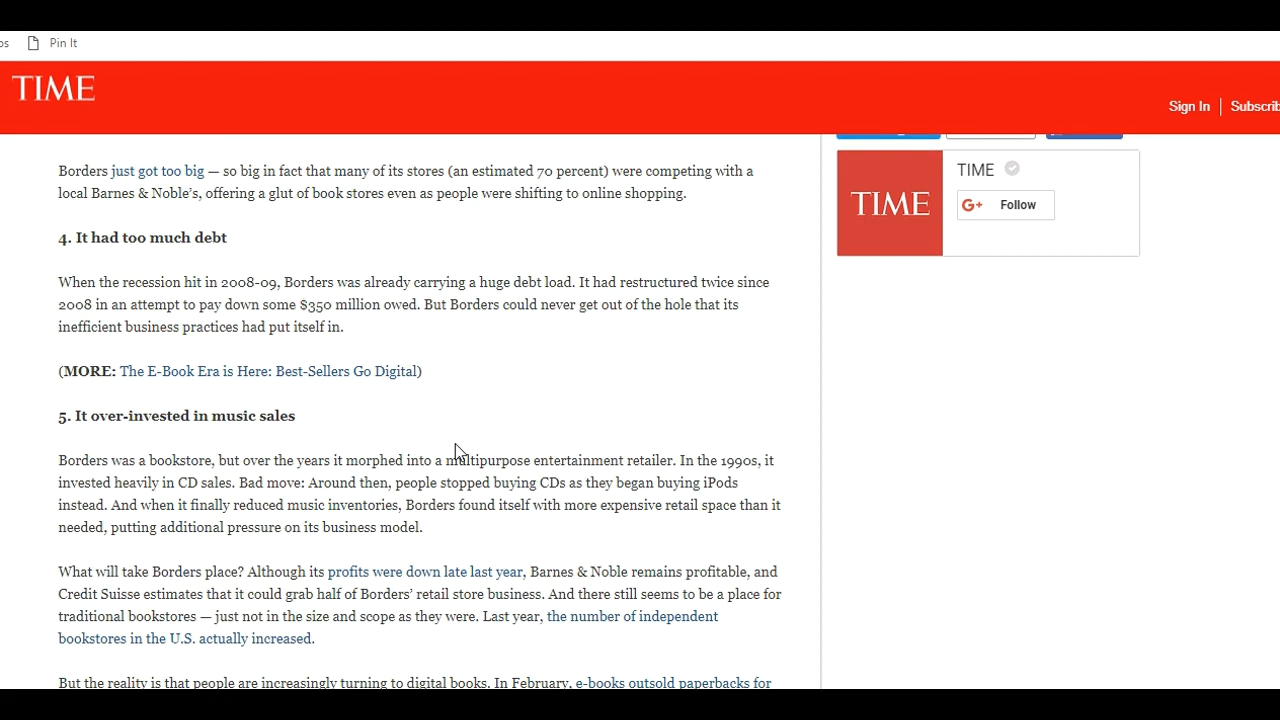 os Pin It
TIME
Sign In Subscrib
Borders just got too big — so big in fact that many of its stores (an estimated 70 percent) were competing with a
local Barnes & Noble's, offering a glut of book stores even as people were shifting to online shopping.
TIME
TIME
G+ Follow
4. It had too much debt
When the recession hit in 2008-09, Borders was already carrying a huge debt load. It had restructured twice since
2008 in an attempt to pay down some $350 million owed. But Borders could never get out of the hole that its
inefficient business practices had put itself in.
(MORE: The E-Book Era is Here: Best-Sellers Go Digital)
5. It over-invested in music sales
Borders was a bookstore, but over the years it morphed into a multipurpose entertainment retailer. In the 1990s, it
invested heavily in CD sales. Bad move: Around then, people stopped buying CDs as they began buying iPods
instead. And when it finally reduced music inventories, Borders found itself with more expensive retail space than it
needed, putting additional pressure on its business model.
What will take Borders place? Although its profits were down late last year, Barnes & Noble remains profitable, and
Credit Suisse estimates that it could grab half of Borders' retail store business. And there still seems to be a place for
traditional bookstores — just not in the size and scope as they were. Last year, the number of independent
bookstores in the U.S. actually increased.
But the reality is that people are increasingly turning to digital books. In February, e-books outsold paperbacks for